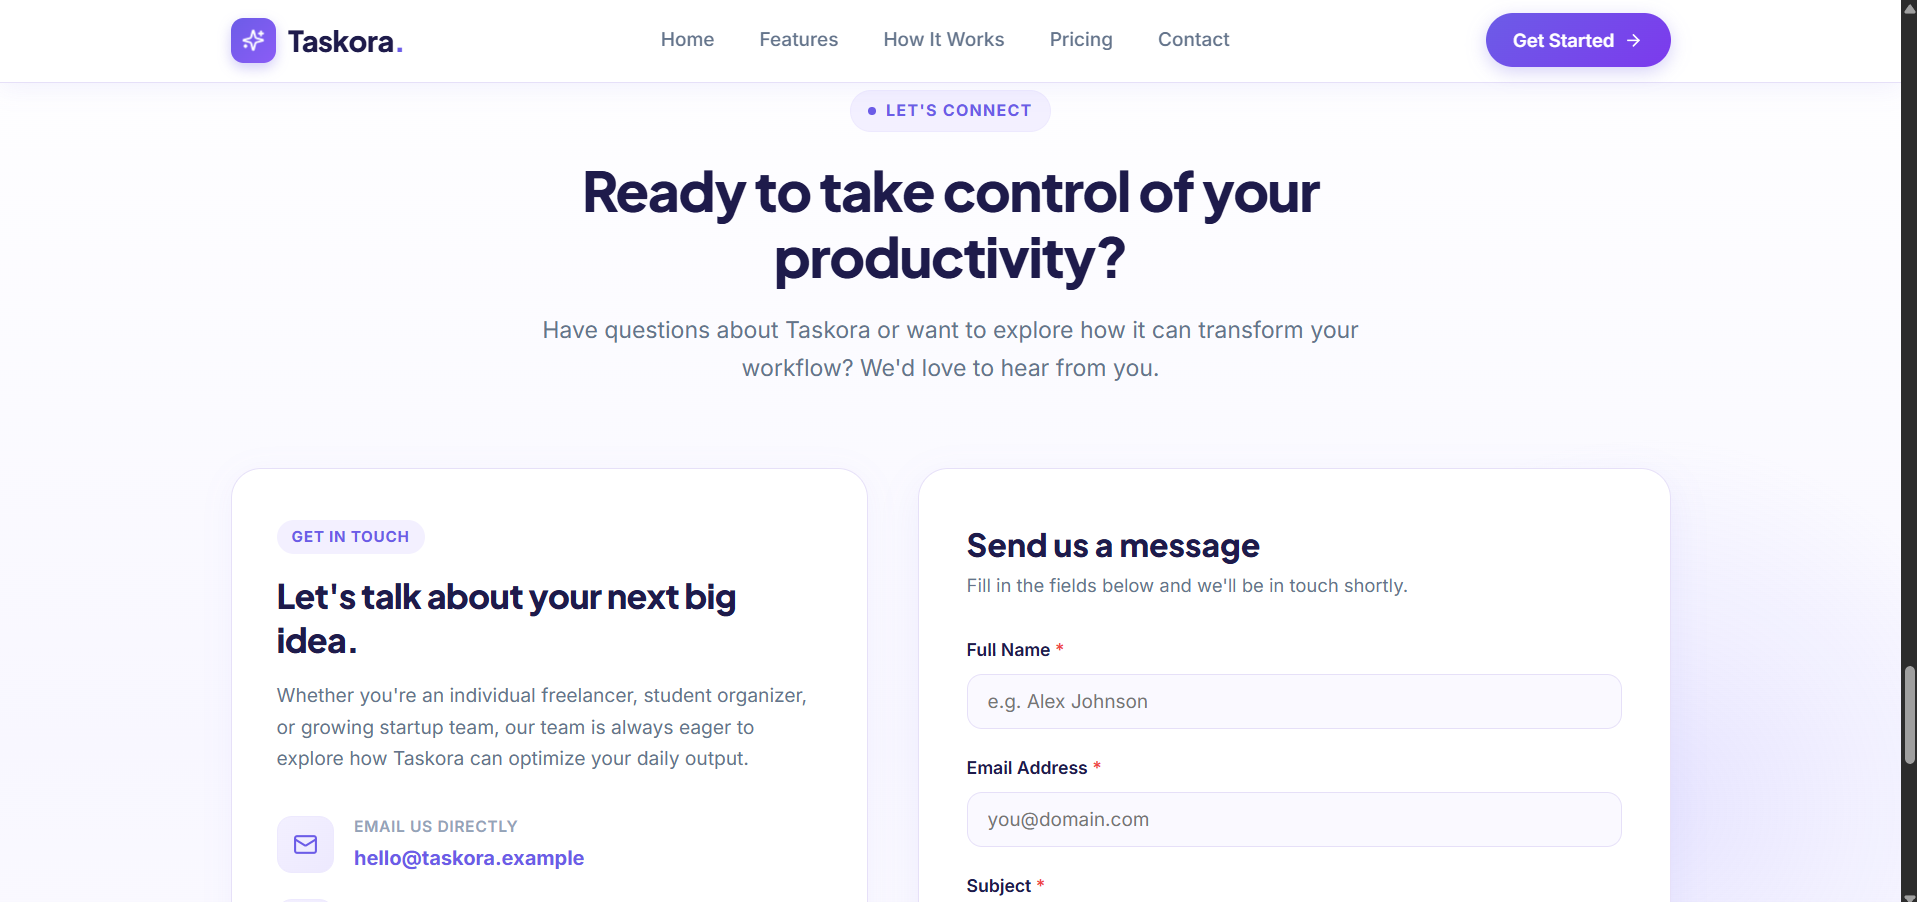 Taskora.
Home
Features
How It Works
Pricing
Contact
Get Started
LET'S CONNECT
Ready to take control of your
productivity?
Have questions about Taskora or want to explore how it can transform your
workflow? We'd love to hear from you.
GET IN TOUCH
Let's talk about your next big
idea.
Whether you're an individual freelancer, student organizer,
or growing startup team, our team is always eager to
explore how Taskora can optimize your daily output.
EMAIL US DIRECTLY
hello@taskora.example
Send us a message
Fill in the fields below and we'll be in touch shortly.
Full Name *
e.g. Alex Johnson
Email Address *
you@domain.com
Subject *